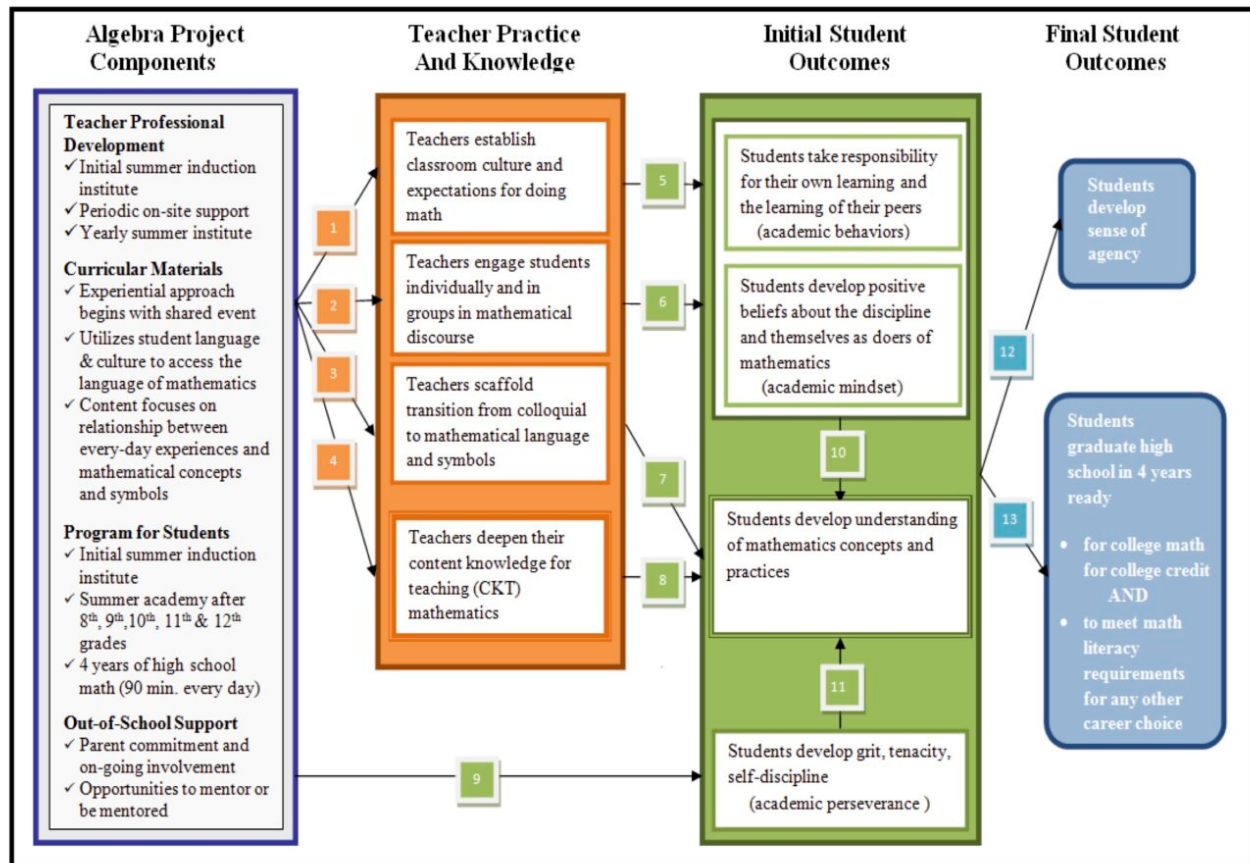 Algebra Project
Components
Teacher Professional
Development
✓ Initial summer induction
institute
✓ Periodic on-site support
✓ Yearly summer institute
Curricular Materials
✓ Experiential approach
begins with shared event
✓ Utilizes student language
& culture to access the
language of mathematics
✓ Content focuses on
relationship between
every-day experiences and
mathematical concepts
and symbols
Program for Students
✓ Initial summer induction
institute
✓ Summer academy after
8th, 9th,10th, 11th & 12th
grades
✓ 4 years of high school
math (90 min. every day)
Out-of-School Support
✓ Parent commitment and
on-going involvement
✓ Opportunities to mentor or
be mentored
1
2
3
4
9
Teacher Practice
And Knowledge
Teachers establish
classroom culture and
expectations for doing
math
Teachers engage students
individually and in
groups in mathematical
discourse
Teachers scaffold
transition from colloquial
to mathematical language
and symbols
Teachers deepen their
content knowledge for
teaching (CKT)
mathematics
5
6
7
8
Initial Student
Outcomes
Students take responsibility
for their own learning and
the learning of their peers
(academic behaviors)
Students develop positive
beliefs about the discipline
and themselves as doers of
mathematics
(academic mindset)
10
Students develop understanding
of mathematics concepts and
practices
11
Students develop grit, tenacity,
self-discipline
(academic perseverance )
12
13
Final Student
Outcomes
Students
develop
sense of
agency
Students
graduate high
school in 4 years
ready
• for college math
for college credit
AND
• to meet math
literacy
requirements
for any other
career choice